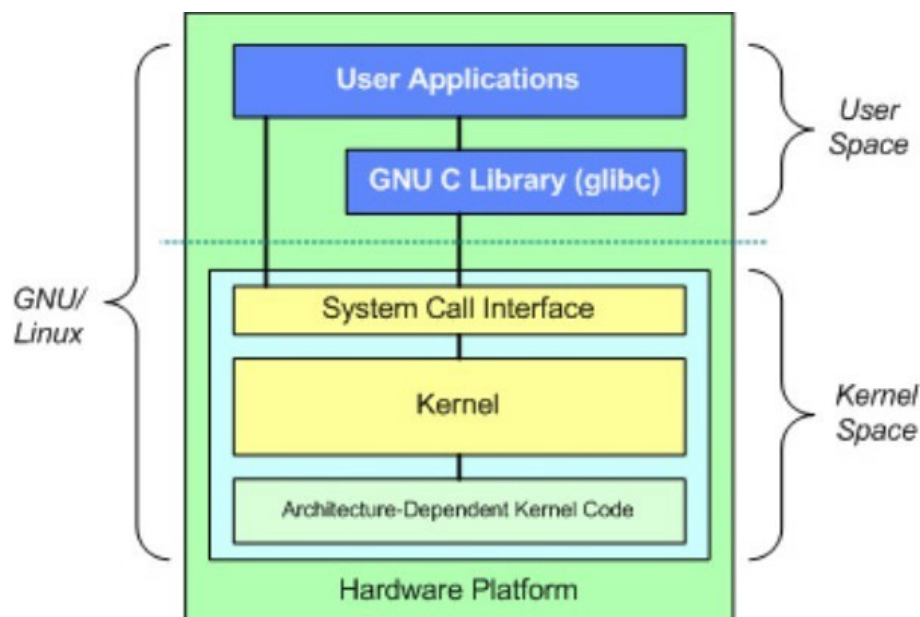 User Applications
User
Space
GNU C Library (glibc)
GNU/
Linux
System Call Interface
Kernel
Kernel
Space
Architecture-Dependent Kernel Code
Hardware Platform